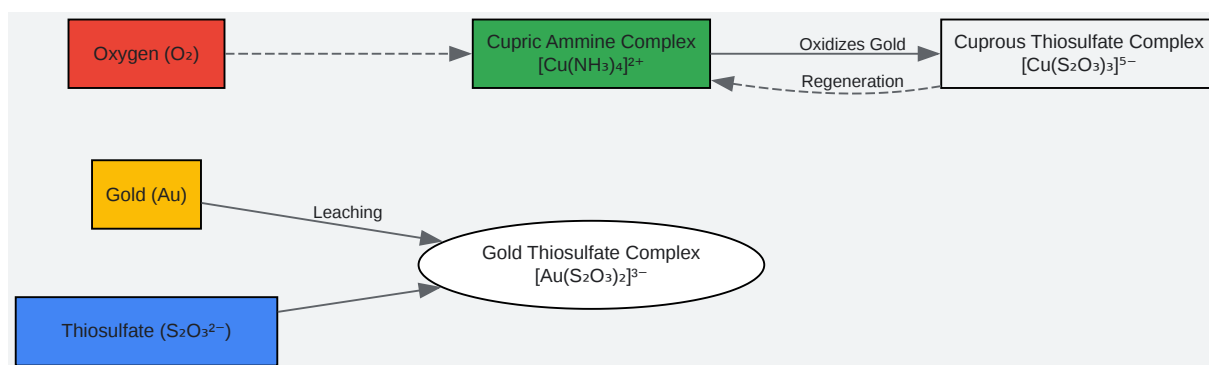 Oxygen (O₂)
Cupric Ammine Complex
[Cu(NH₃)₄]²⁺
Oxidizes Gold
Regeneration
Cuprous Thiosulfate Complex
[Cu(S₂O₃)₃]⁵⁻
Gold (Au)
Leaching
Gold Thiosulfate Complex
[Au(S₂O₃)₂]³⁻
Thiosulfate (S₂O₃²⁻)